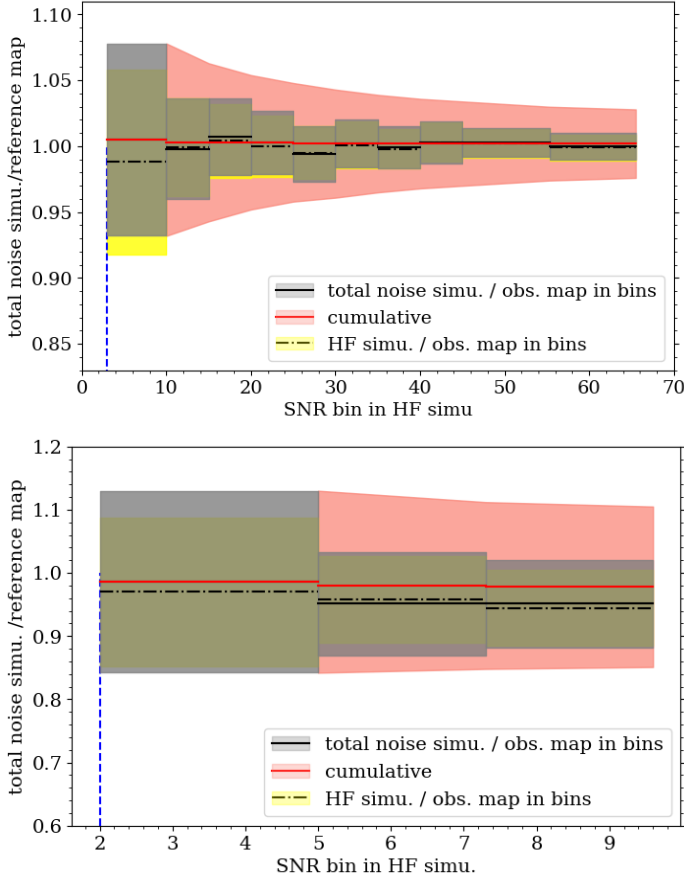 total noise simu./reference map
1.10
1.05
1.00
0.95
0.90
0.85
total noise simu. / obs. map in bins
cumulative
HF simu. / obs. map in bins
0 10 20 30 40 50 60 70
SNR bin in HF simu
total noise simu. /reference map
1.2
1.1
1.0
0.9
0.8
0.7
0.6
total noise simu. / obs. map in bins
cumulative
HF simu. / obs. map in bins
2 3 4 5 6 7 8 9
SNR bin in HF simu.